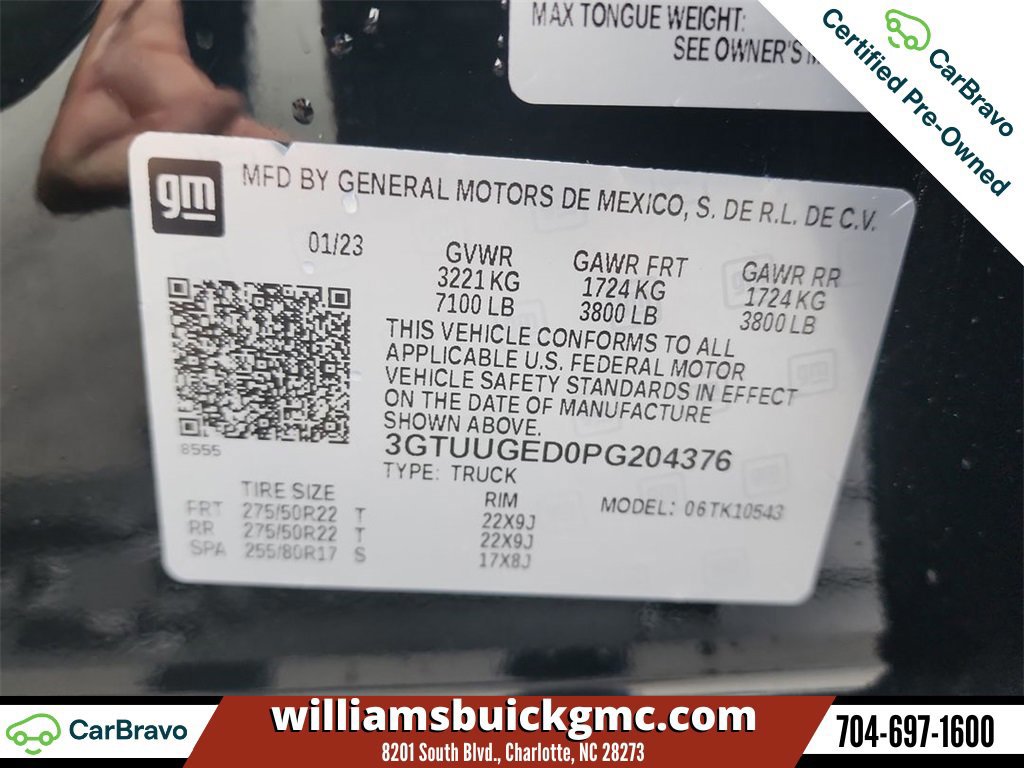 MAX TONGUE WEIGHT:
SEE OWNER'S
CarBravo
Certified Pre-Owned
gm
MFD BY GENERAL MOTORS DE MEXICO, S. DE R.L. DE C.V.
01/23
GVWR GAWR FRT GAWR RR
3221 KG 1724 KG 1724 KG
7100 LB 3800 LB 3800 LB
THIS VEHICLE CONFORMS TO ALL
APPLICABLE U.S. FEDERAL MOTOR
VEHICLE SAFETY STANDARDS IN EFFECT
ON THE DATE OF MANUFACTURE
SHOWN ABOVE.
8555
3GTUUGED0PG204376
TYPE: TRUCK
TIRE SIZE RIM MODEL: 06TK10543
FRT 275/50R22 T 22X9J
RR 275/50R22 T 22X9J
SPA 255/80R17 S 17X8J
CarBravo
williamsbuickgmc.com
8201 South Blvd., Charlotte, NC 28273
704-697-1600